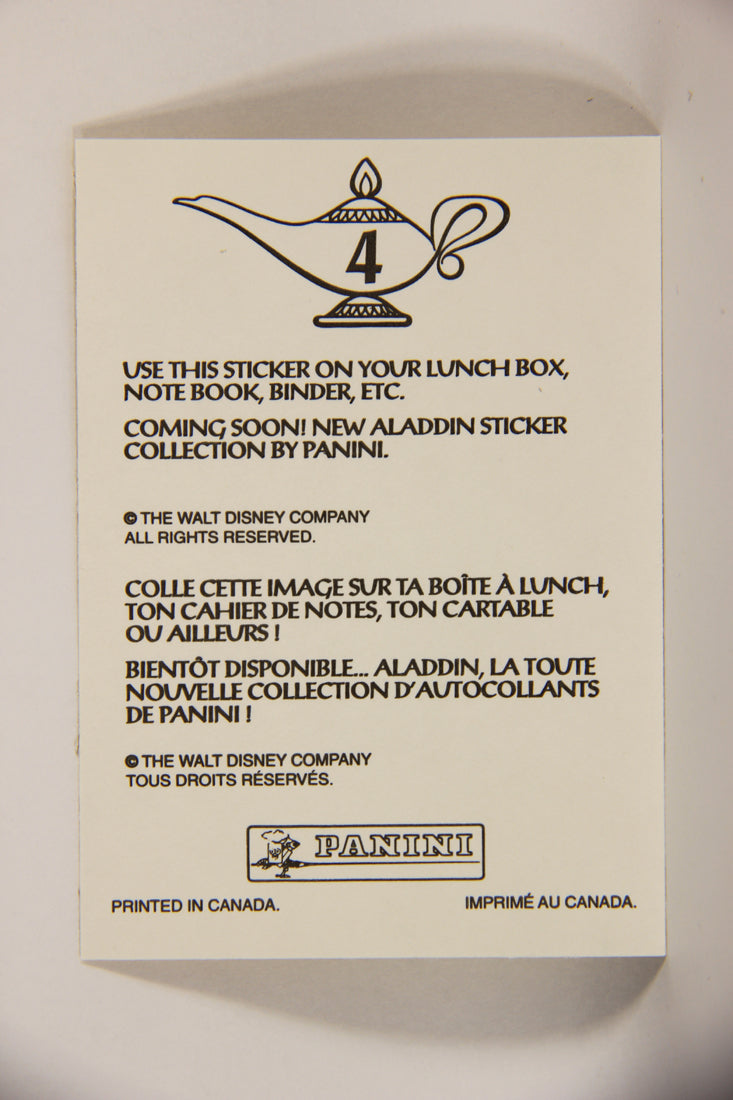 4
USE THIS STICKER ON YOUR LUNCH BOX,
NOTE BOOK, BINDER, ETC.
COMING SOON! NEW ALADDIN STICKER
COLLECTION BY PANINI.
© THE WALT DISNEY COMPANY
ALL RIGHTS RESERVED.
COLLE CETTE IMAGE SUR TA BOÎTE À LUNCH,
TON CAHIER DE NOTES, TON CARTABLE
OU AILLEURS !
BIENTÔT DISPONIBLE... ALADDIN, LA TOUTE
NOUVELLE COLLECTION D'AUTOCOLLANTS
DE PANINI !
© THE WALT DISNEY COMPANY
TOUS DROITS RÉSERVÉS.
PANINI
PRINTED IN CANADA. IMPRIMÉ AU CANADA.